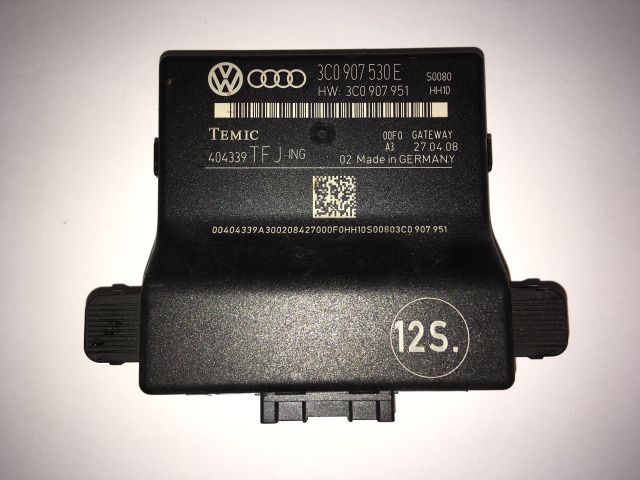 3C0 907 530 E S0080
HW: 3C0 907 951 HH10
TEMIC 00F0 GATEWAY
A3 27.04.08
404339 TFJ-ING 02 Made in GERMANY
00404339A300208427000F0HH10S00803C0 907 951
12S.